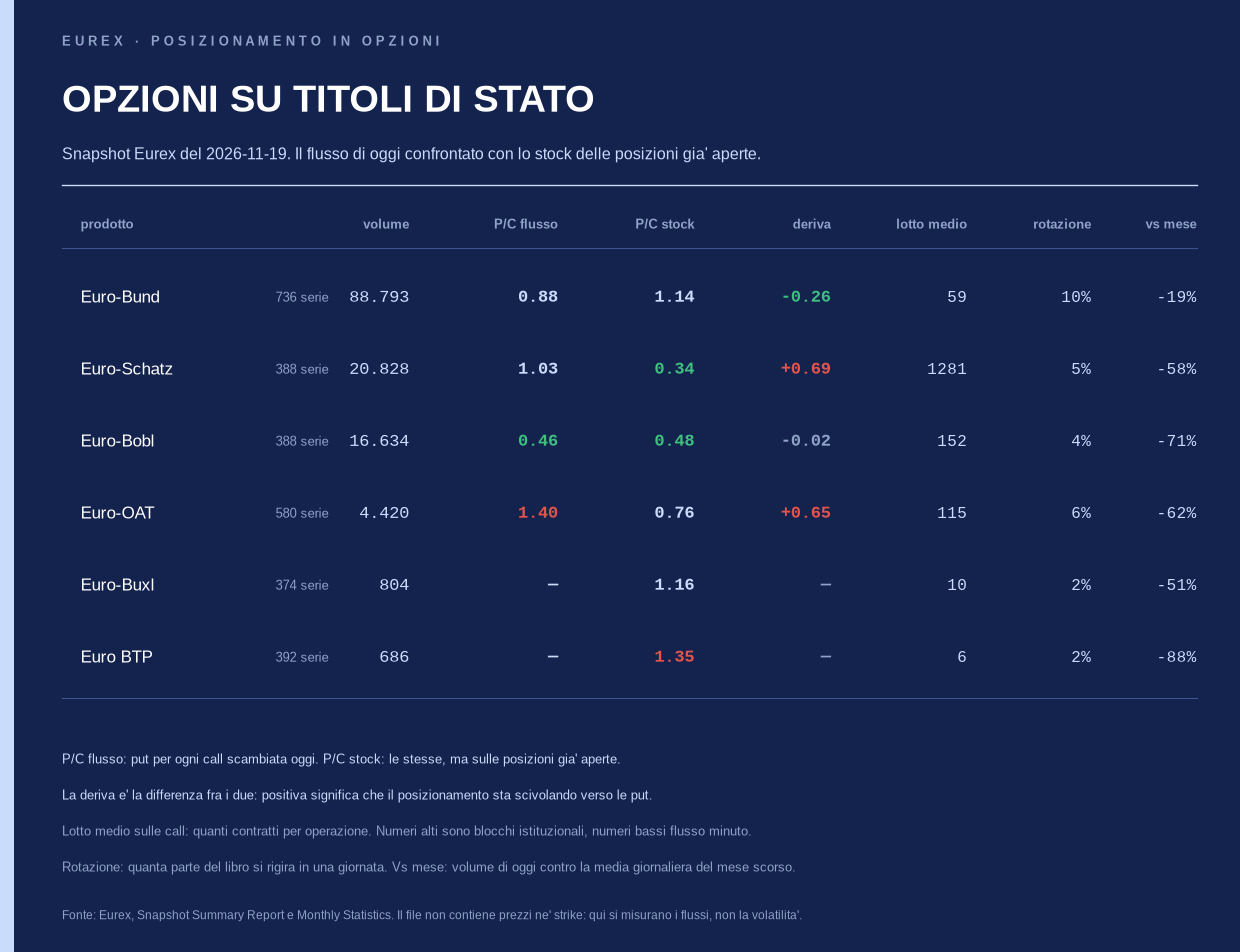 EUREX · POSIZIONAMENTO IN OPZIONI
OPZIONI SU TITOLI DI STATO
Snapshot Eurex del 2026-11-19. Il flusso di oggi confrontato con lo stock delle posizioni gia' aperte.
prodotto volume P/C flusso P/C stock deriva lotto medio rotazione vs mese
Euro-Bund 736 serie 88.793 0.88 1.14 -0.26 59 10% -19%
Euro-Schatz 388 serie 20.828 1.03 0.34 +0.69 1281 5% -58%
Euro-Bobl 388 serie 16.634 0.46 0.48 -0.02 152 4% -71%
Euro-OAT 580 serie 4.420 1.40 0.76 +0.65 115 6% -62%
Euro-Buxl 374 serie 804 — 1.16 — 10 2% -51%
Euro BTP 392 serie 686 — 1.35 — 6 2% -88%
P/C flusso: put per ogni call scambiata oggi. P/C stock: le stesse, ma sulle posizioni gia' aperte.
La deriva e' la differenza fra i due: positiva significa che il posizionamento sta scivolando verso le put.
Lotto medio sulle call: quanti contratti per operazione. Numeri alti sono blocchi istituzionali, numeri bassi flusso minuto.
Rotazione: quanta parte del libro si rigira in una giornata. Vs mese: volume di oggi contro la media giornaliera del mese scorso.
Fonte: Eurex, Snapshot Summary Report e Monthly Statistics. Il file non contiene prezzi ne' strike: qui si misurano i flussi, non la volatilita'.